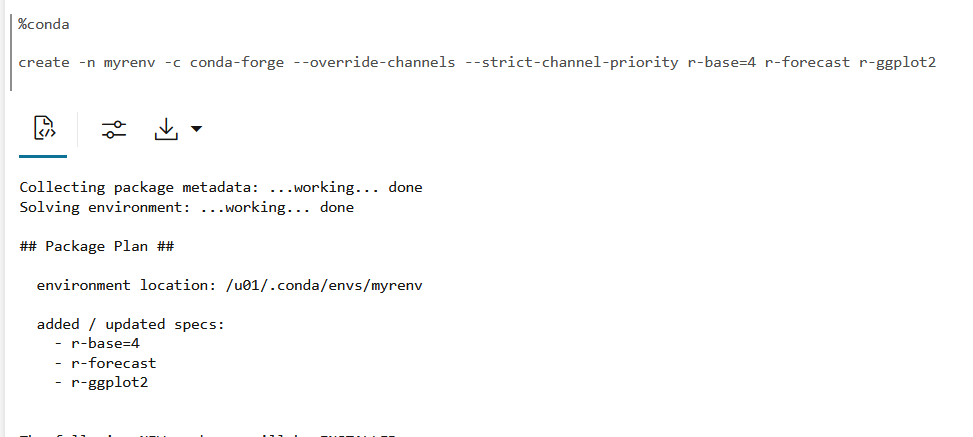 %conda
create -n myrenv -c conda-forge --override-channels --strict-channel-priority r-base=4 r-forecast r-ggplot2
Collecting package metadata: ...working... done
Solving environment: ...working... done
## Package Plan ##
environment location: /u01/.conda/envs/myrenv
added / updated specs:
- r-base=4
- r-forecast
- r-ggplot2